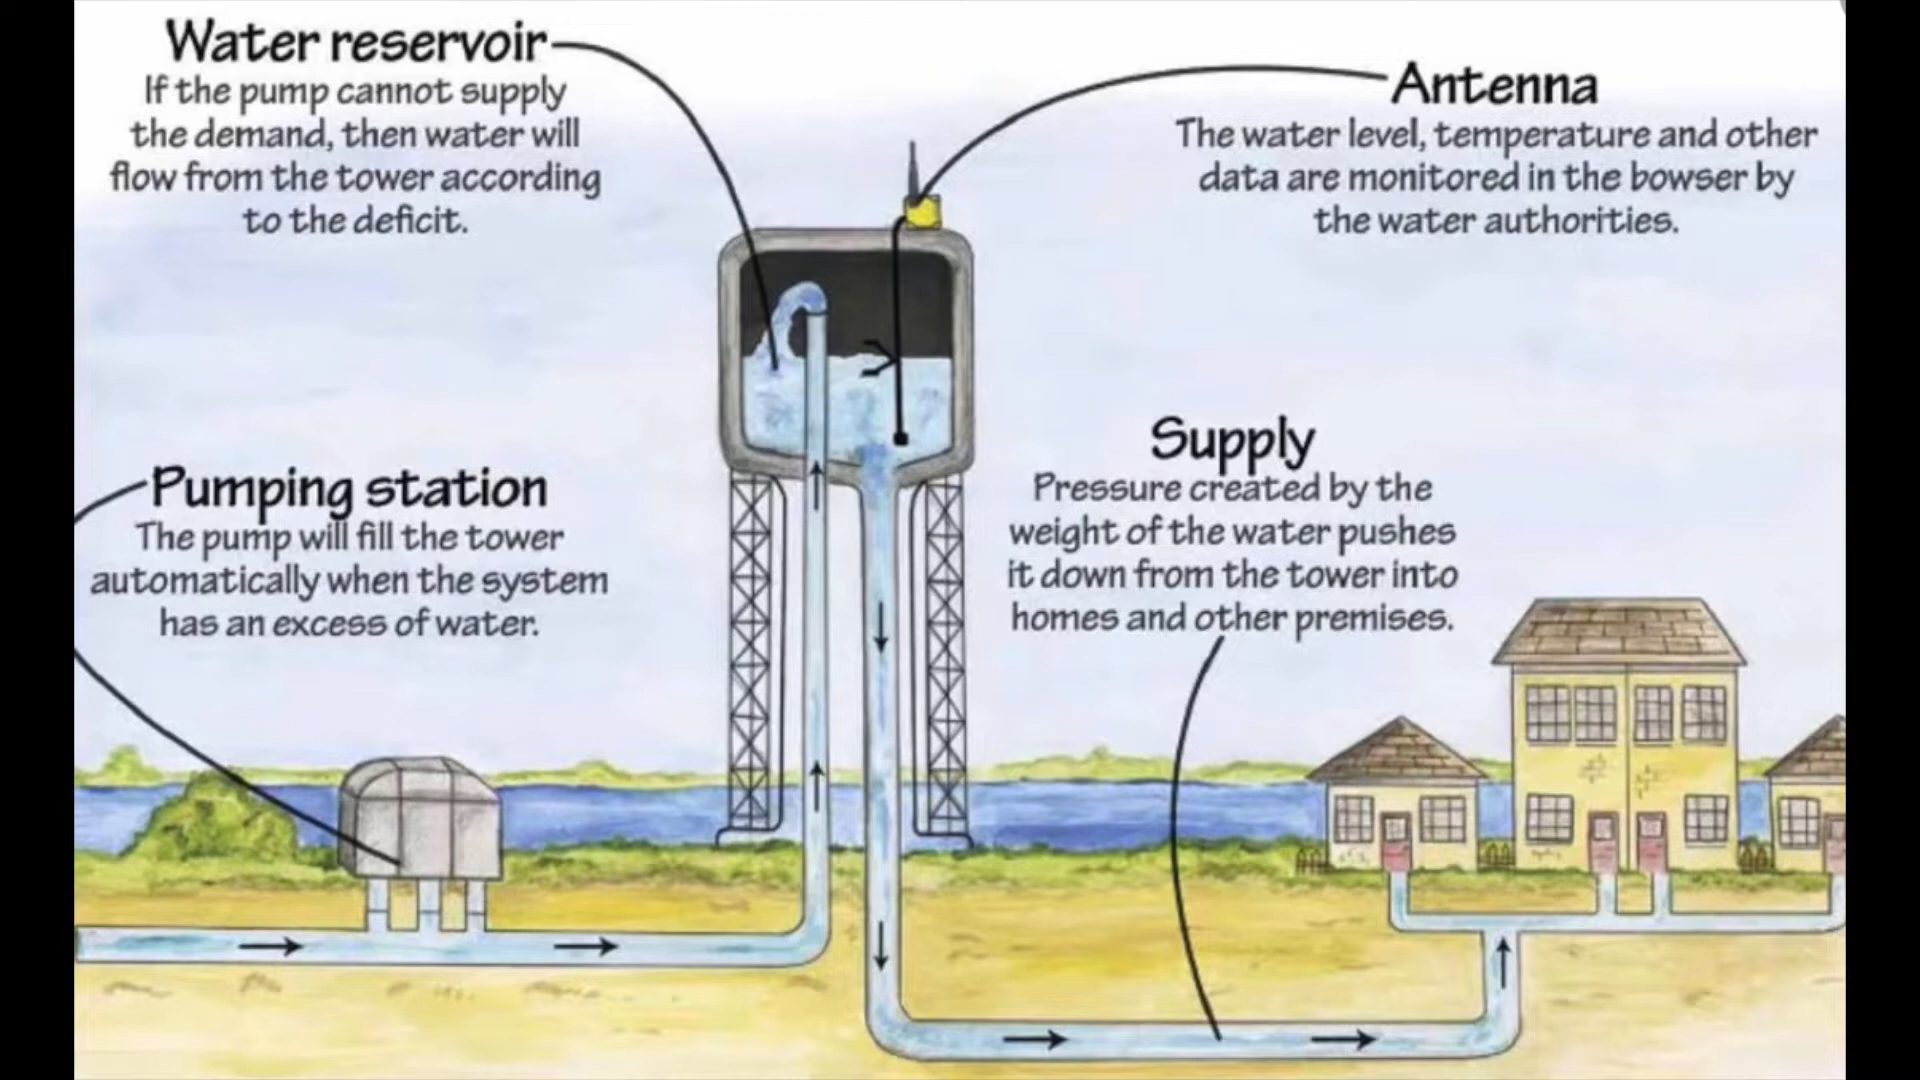 Water reservoir
If the pump cannot supply
the demand, then water will
flow from the tower according
to the deficit.
Antenna
The water level, temperature and other
data are monitored in the bowser by
the water authorities.
Pumping station
The pump will fill the tower
automatically when the system
has an excess of water.
Supply
Pressure created by the
weight of the water pushes
it down from the tower into
homes and other premises.